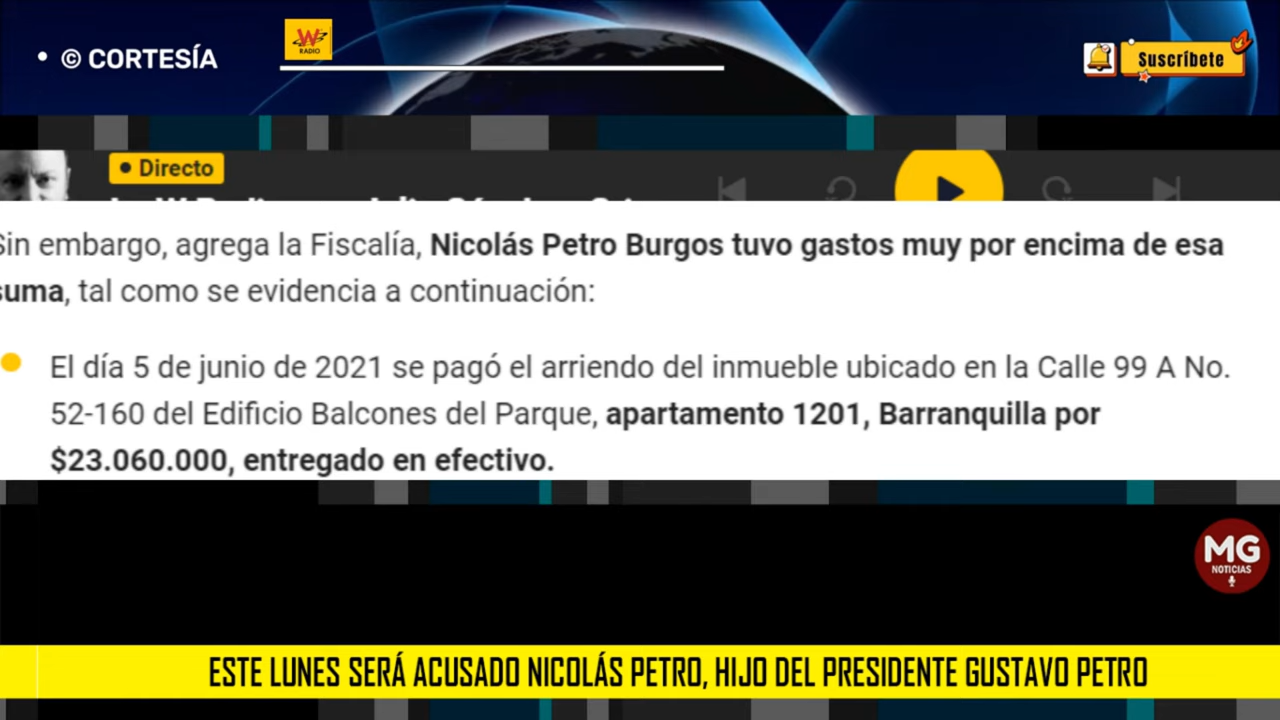 © CORTESÍA
W
RADIO
Suscríbete
Directo
Sin embargo, agrega la Fiscalía, Nicolás Petro Burgos tuvo gastos muy por encima de esa
suma, tal como se evidencia a continuación:
El día 5 de junio de 2021 se pagó el arriendo del inmueble ubicado en la Calle 99 A No.
52-160 del Edificio Balcones del Parque, apartamento 1201, Barranquilla por
$23.060.000, entregado en efectivo.
MG
NOTICIAS
ESTE LUNES SERÁ ACUSADO NICOLÁS PETRO, HIJO DEL PRESIDENTE GUSTAVO PETRO